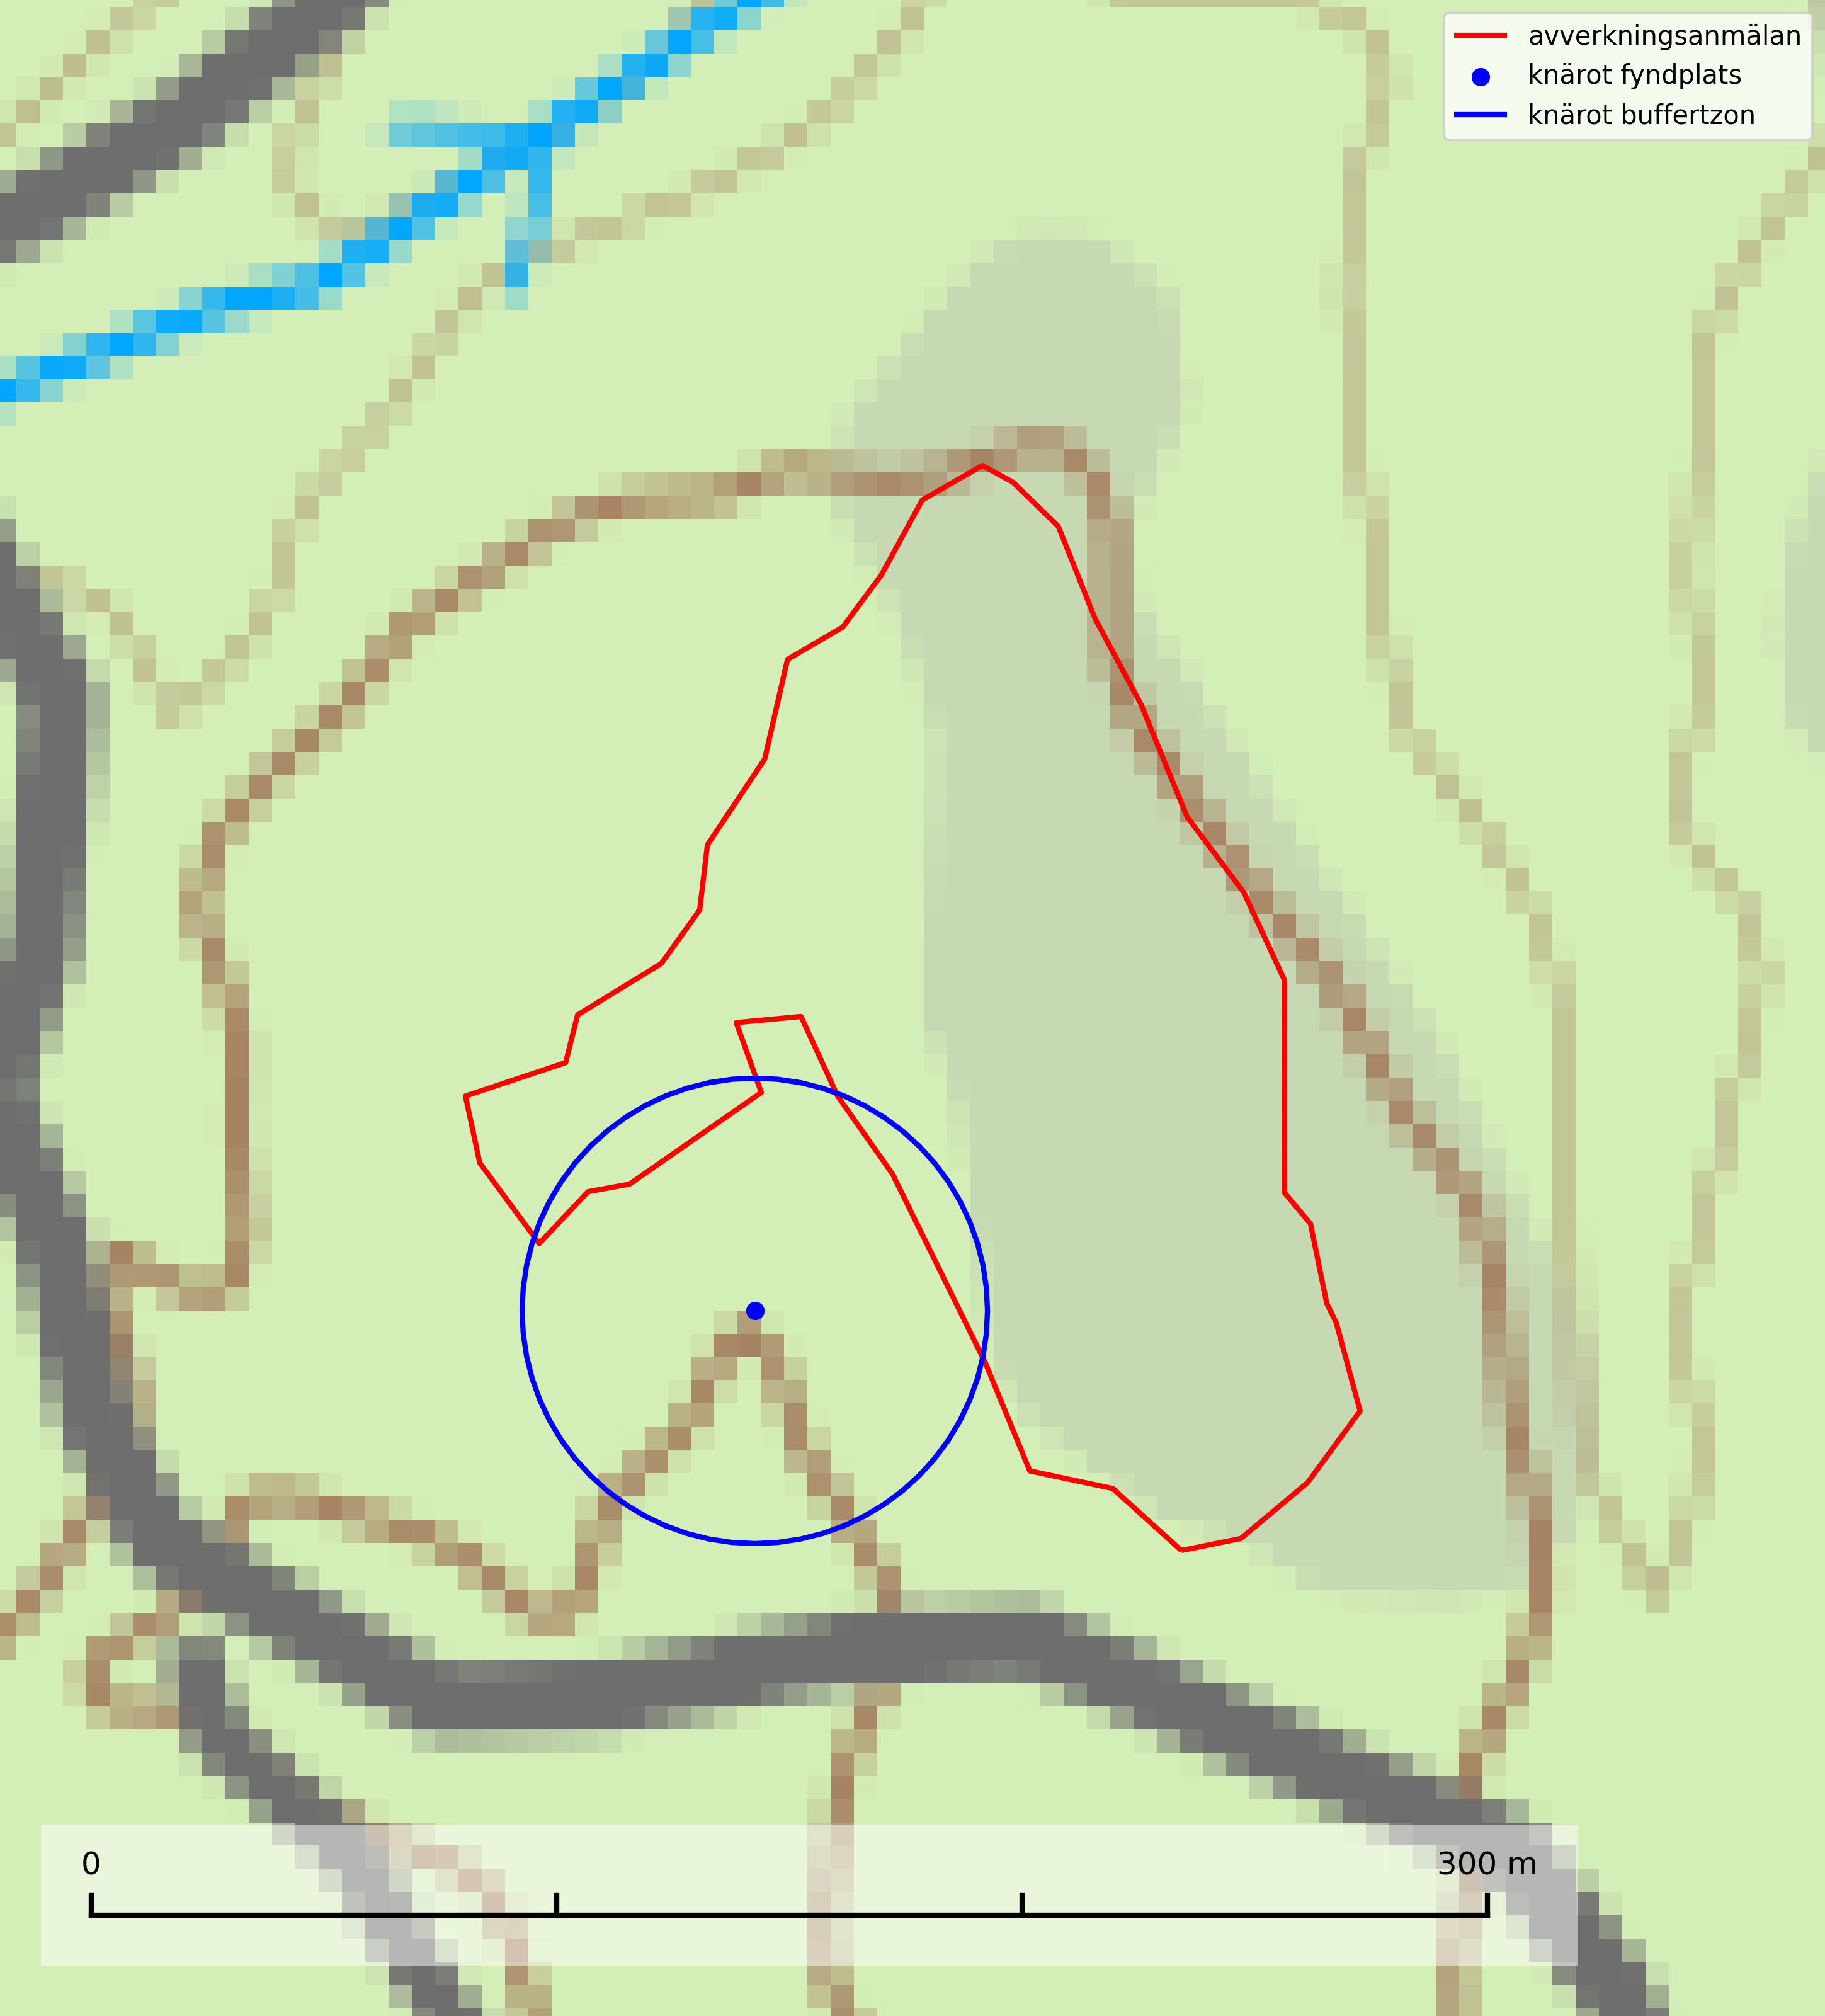 avverkningsanmälan
knärot fyndplats
knärot buffertzon
0 300 m